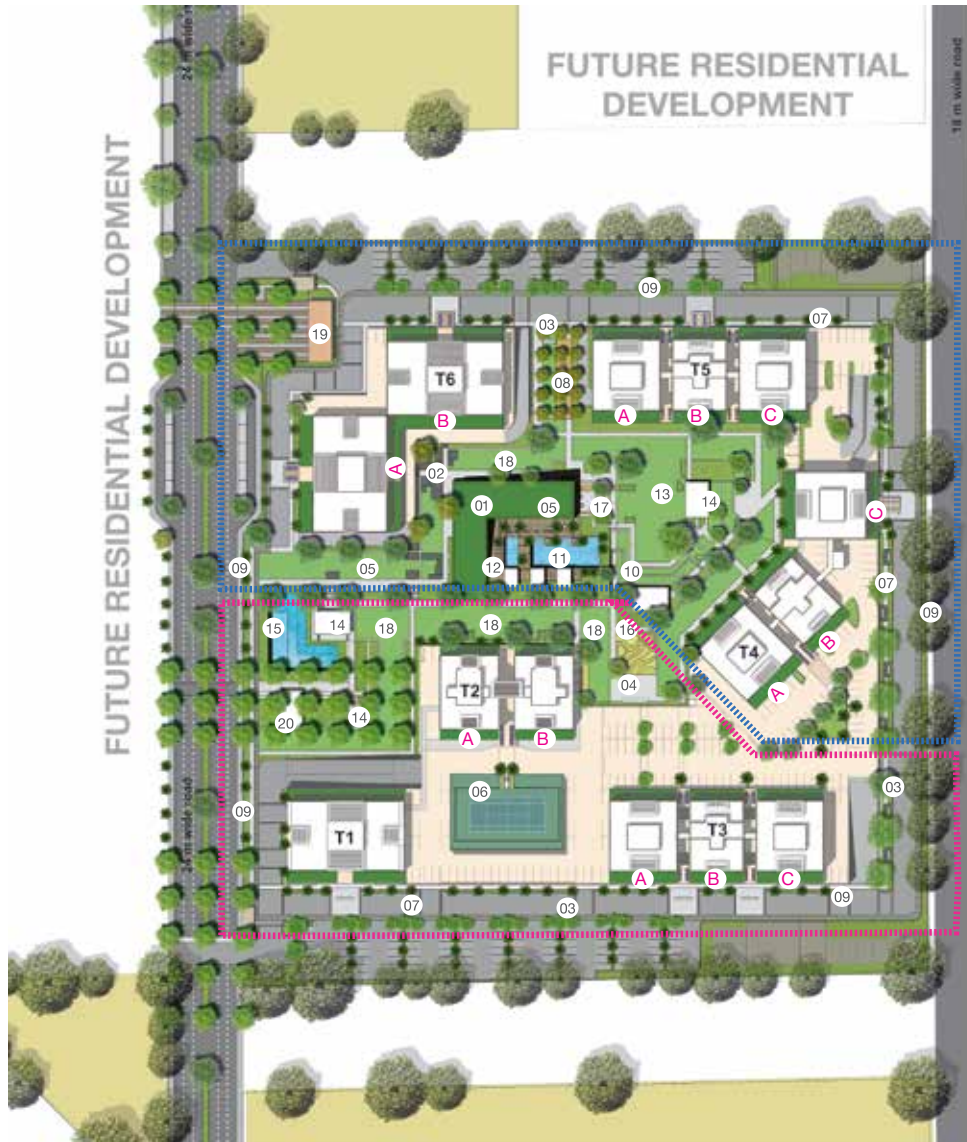 24 m wide
FUTURE RESIDENTIAL
DEVELOPMENT
18 m wide road
FUTURE RESIDENTIAL DEVELOPMENT
09
19
03
07
T6
T5
08
B
A
B
C
A
02
18
13
14
01
05
17
C
11
12
10
09
05
07
09
15
14
18
18
18
16
B
T4
A
04
T2
20
14
A
B
06
03
09
T1
T3
A
B
C
09
07
03
24 m wide road